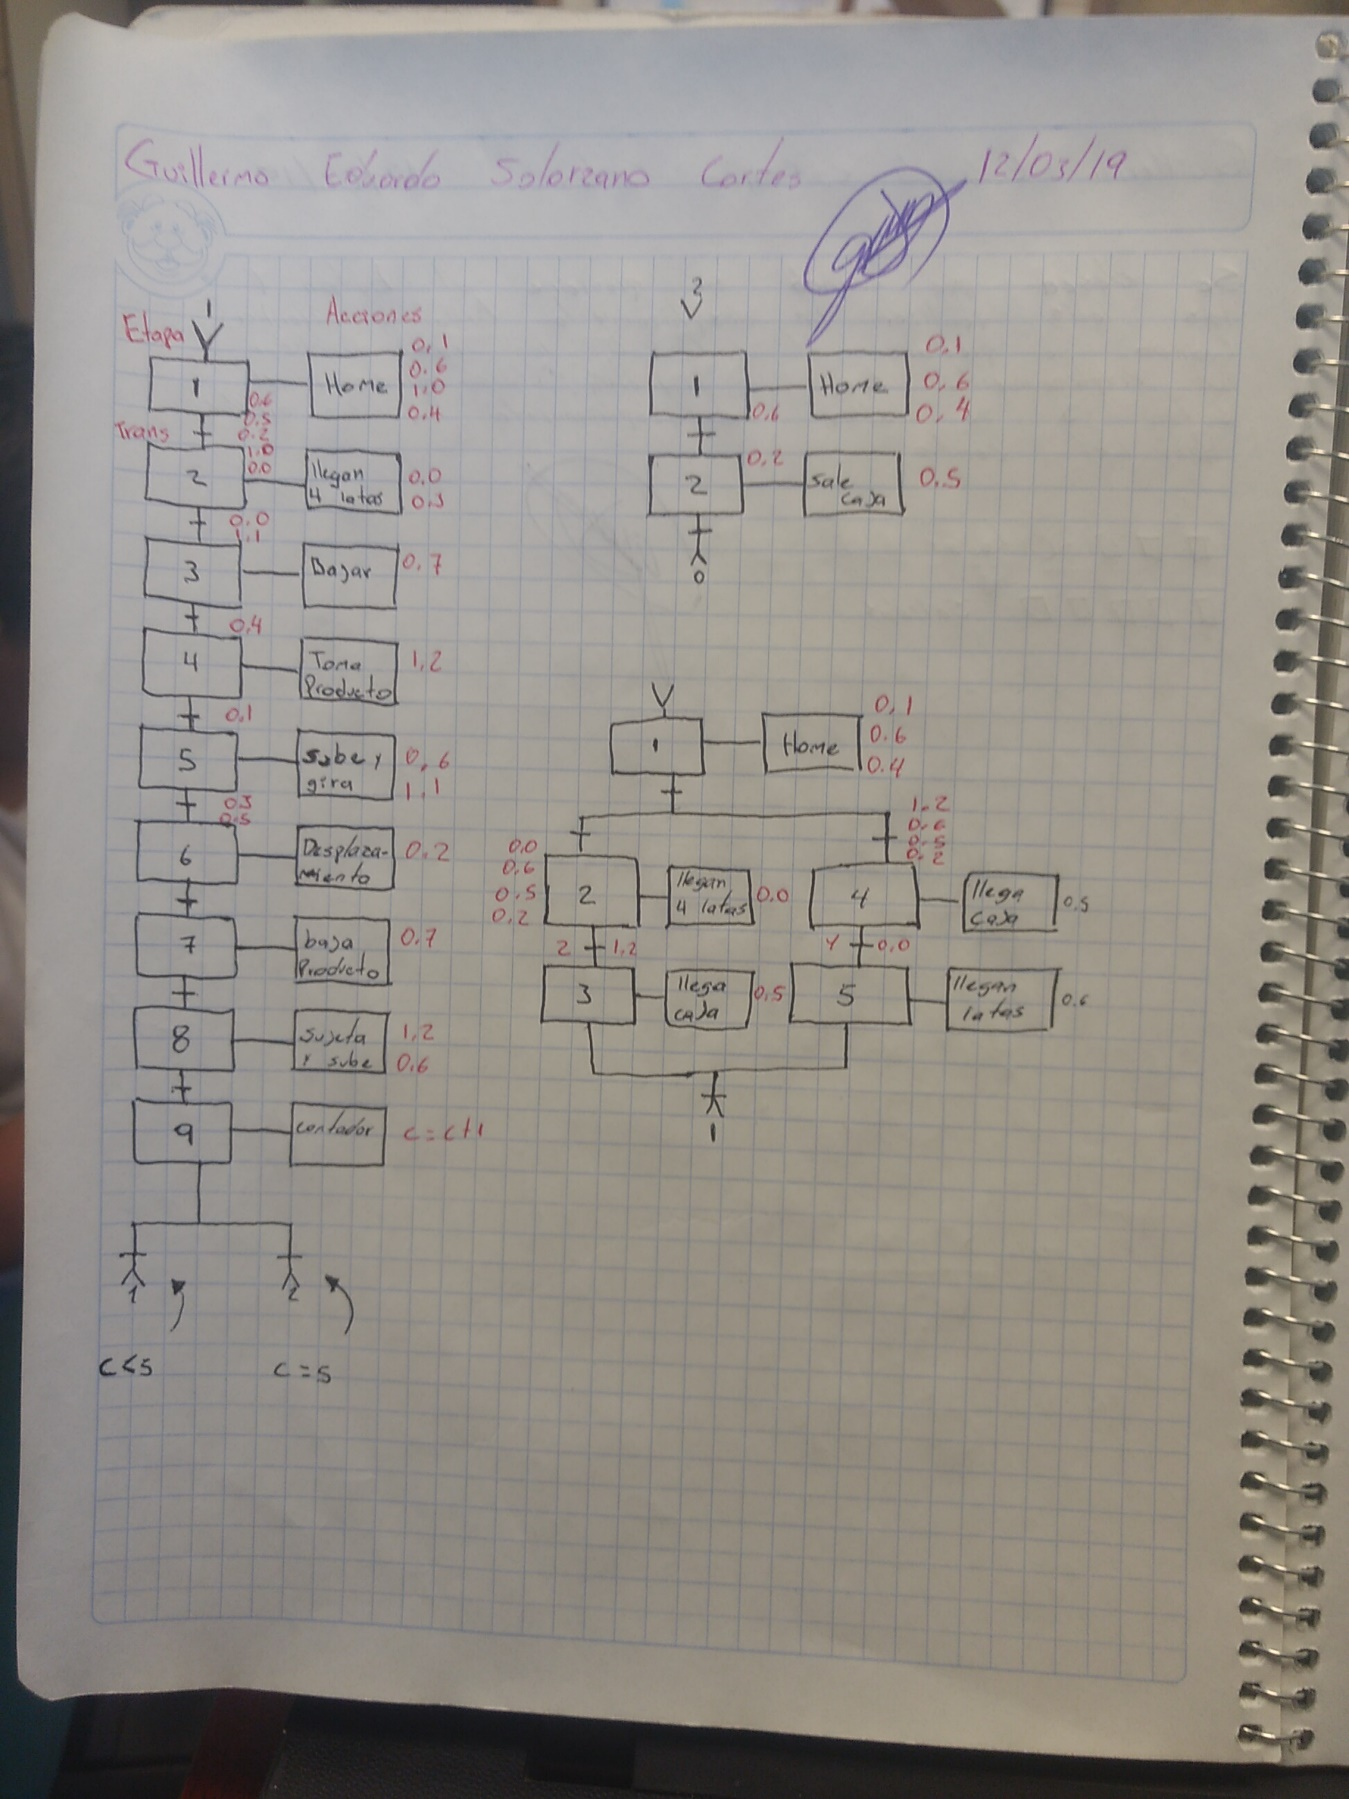 Guillermo Eduardo Solorzano Cortes 12/03/19
1
Etapa
Acciones
1
Home
0,1
0.6
1.0
0.4
0.6
0.5
0.2
1.0
0.0
Trans
2
llegan
4 latas
0.0
0.3
0.0
1.1
3
Bajar
0.7
0.4
4
Toma
Producto
1,2
0,1
5
Sube y
gira
0,6
1,1
0.3
0.5
6
Desplaza-
miento
0.2
7
baja
Producto
0.7
8
Sujeta
y sube
1,2
0.6
9
contador
c=c+1
1
2
c<5
c=5
2
1
Home
0.1
0,6
0,4
0.6
2
0.2
Sale
caja
0.5
0
1
Home
0,1
0.6
0.4
0.0
0.6
0.5
0.2
2
llegan
4 latas
0.0
1,2
0.6
0.5
0.2
4
llega
caja
0.5
2
1,2
Y
0.0
3
llega
caja
0.5
5
llegan
latas
0.6
1